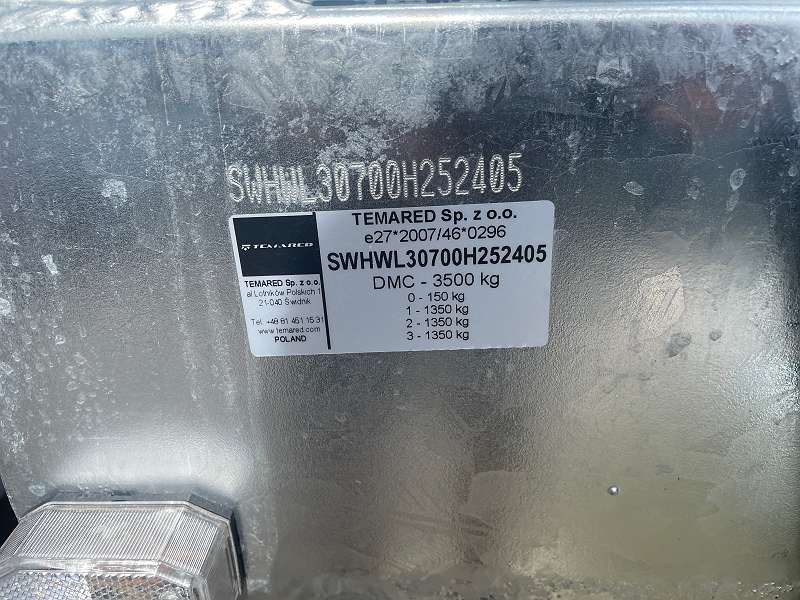 SWHWL30700H252405
TEMARED
TEMARED Sp. z o.o.
al Lotników Polskich 1
21-040 Świdnik
Tel. +48 81 451 15 31
www.temared.com
POLAND
TEMARED Sp. z o.o.
e27*2007/46*0296
SWHWL30700H252405
DMC - 3500 kg
0 - 150 kg
1 - 1350 kg
2 - 1350 kg
3 - 1350 kg